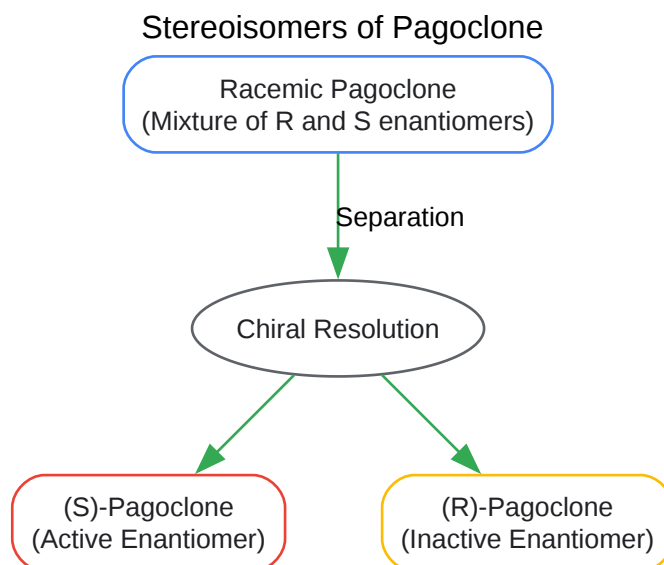 Stereoisomers of Pagoclone
Racemic Pagoclone
(Mixture of R and S enantiomers)
Separation
Chiral Resolution
(S)-Pagoclone
(Active Enantiomer)
(R)-Pagoclone
(Inactive Enantiomer)